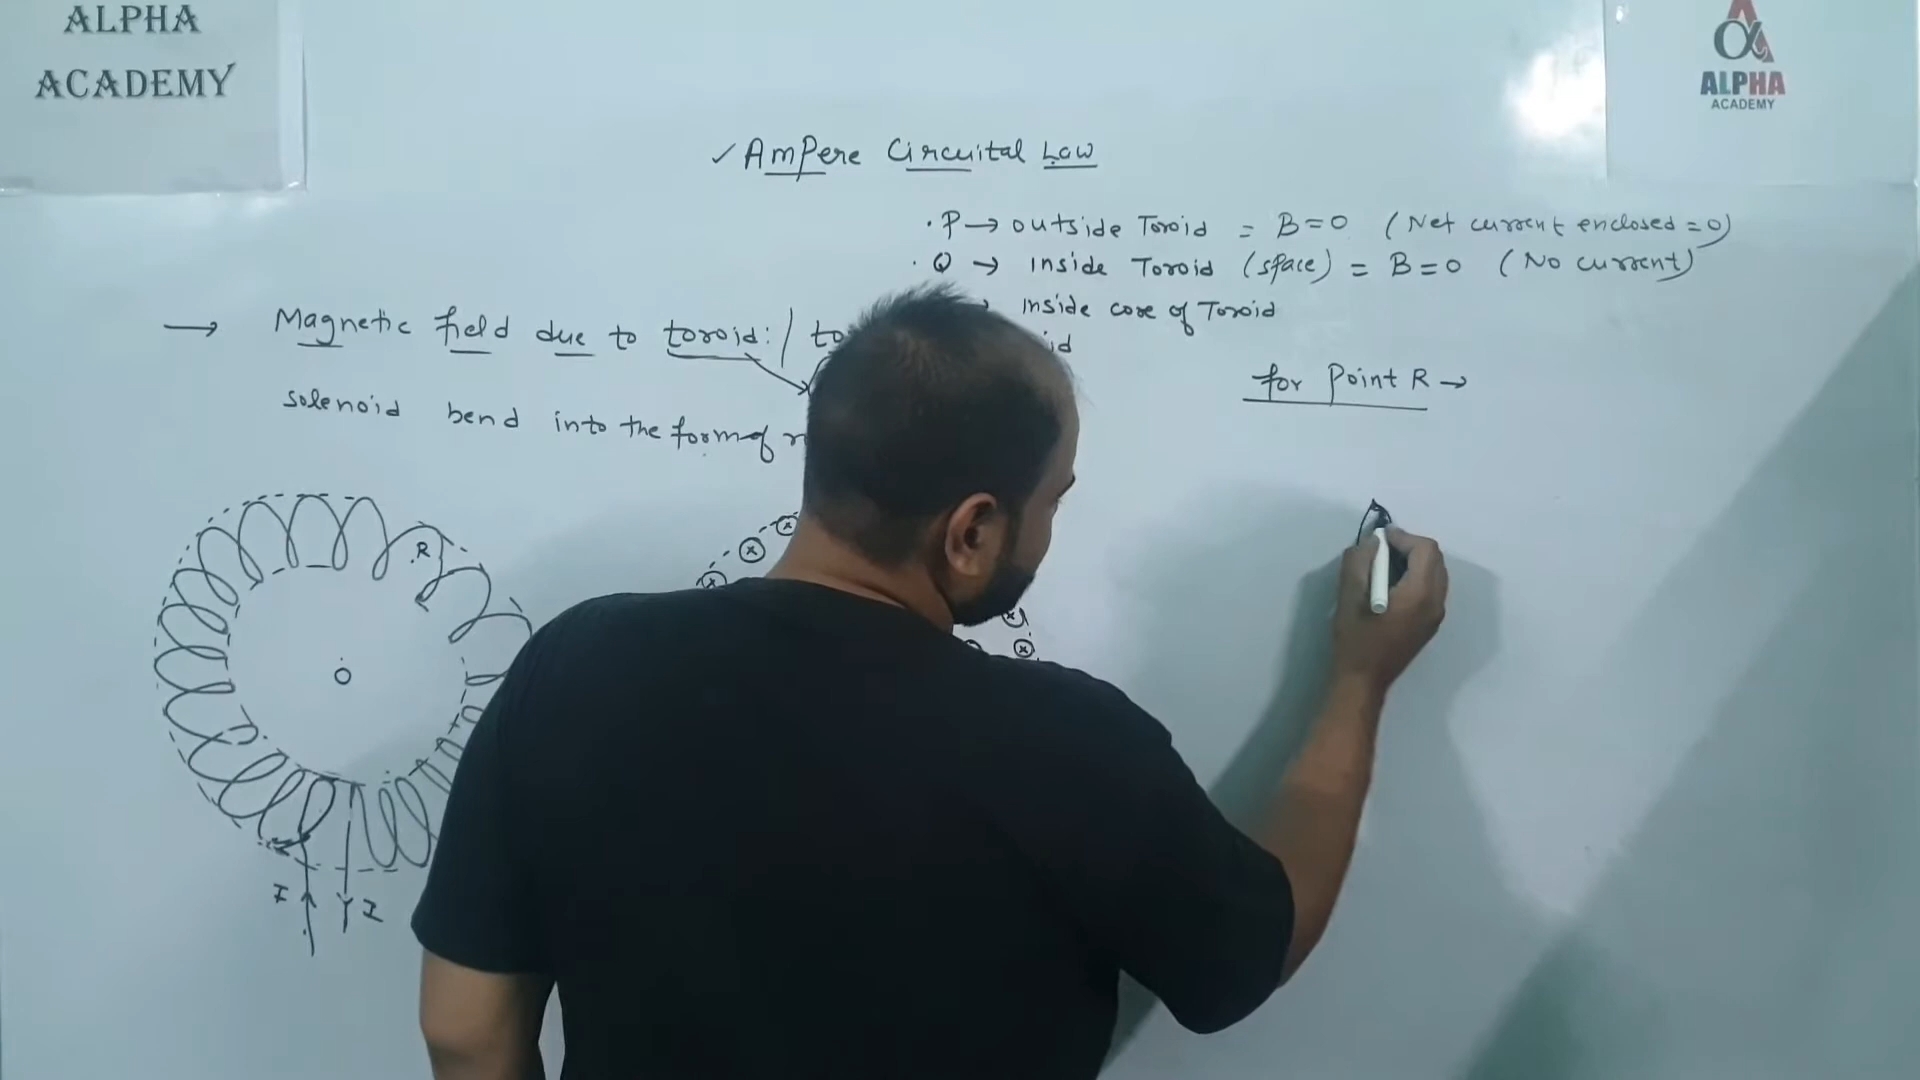 ALPHA
ACADEMY
ALPHA
ACADEMY
✓ Ampere Circuital Law
· P → outside Toroid = B = 0 (Net current enclosed = 0)
· Q → inside Toroid (space) = B = 0 (No current)
inside core of Toroid
→ Magnetic field due to toroid: /
for Point R →
solenoid bend into the form of
R
O
I
I